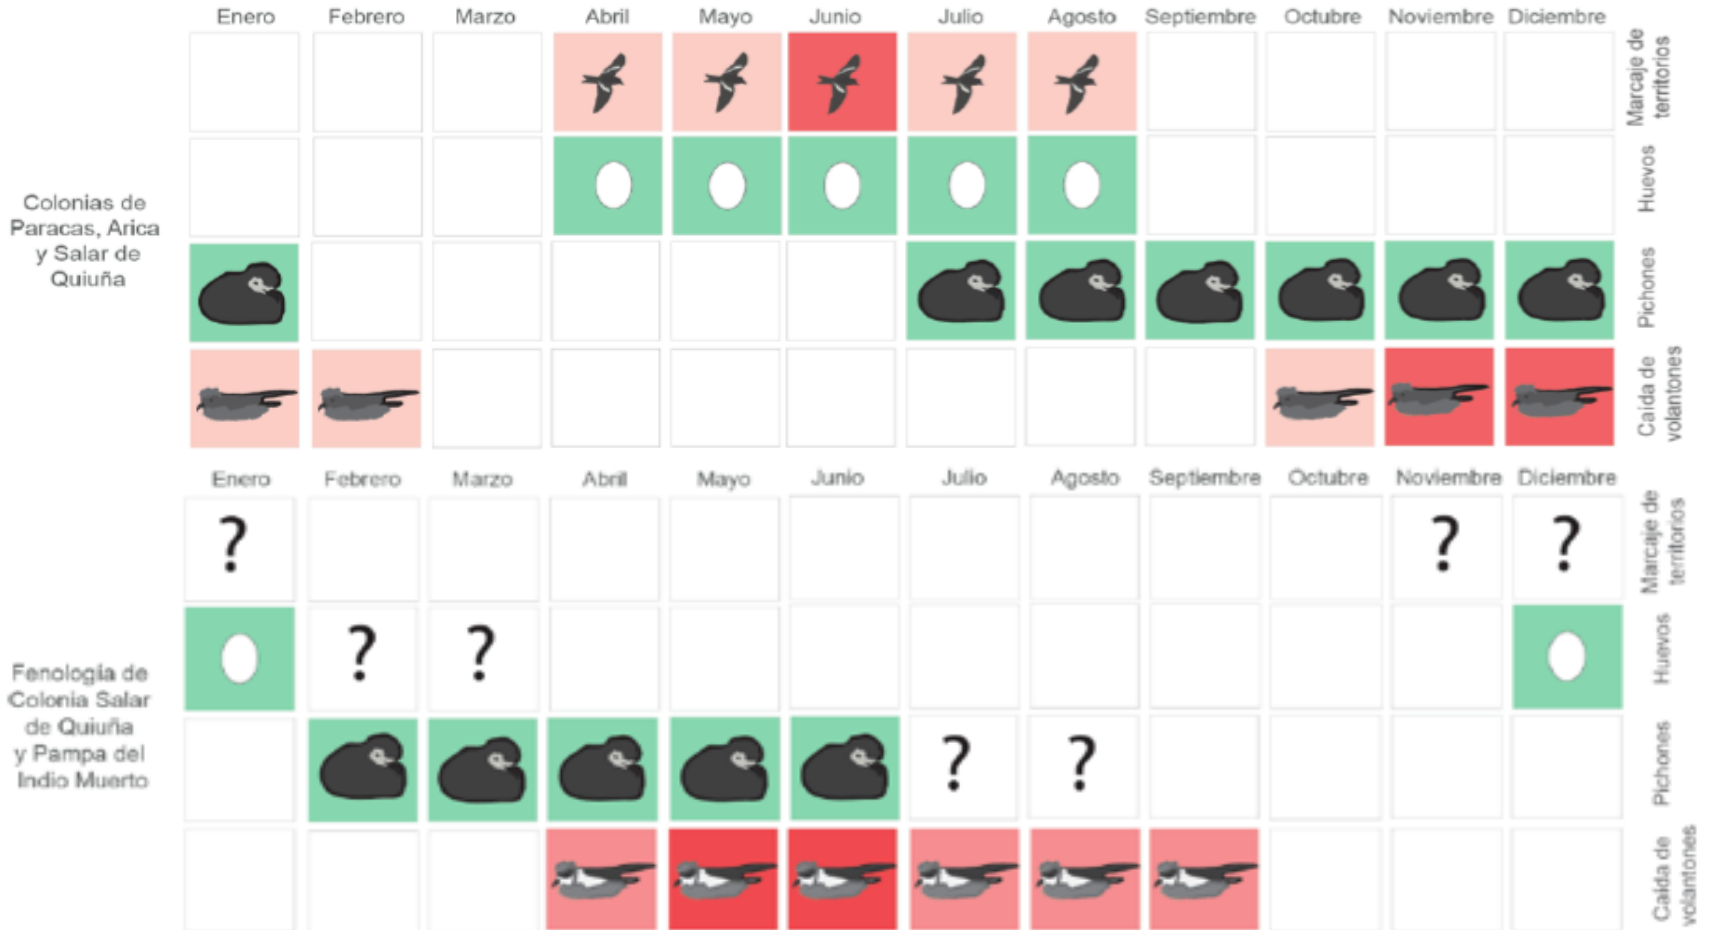 Enero Febrero Marzo Abril Mayo Junio Julio Agosto Septiembre Octubre Noviembre Diciembre
Marcaje de
territorios
Huevos
Colonias de
Paracas, Arica
y Salar de
Quiuña
Pichones
Caida de
volantones
Enero Febrero Marzo Abril Mayo Junio Julio Agosto Septiembre Octubre Noviembre Diciembre
Marcaje de
territorios
? ? ?
Huevos
? ?
Fenología de
Colonia Salar
de Quiuña
y Pampa del
Indio Muerto
Pichones
? ?
Caida de
volantones